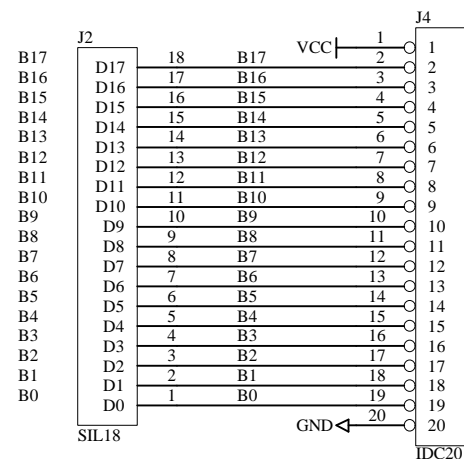 J4
J2
VCC 1 1
B17 D17 18 B17 2 2
B16 D16 17 B16 3 3
B15 D15 16 B15 4 4
B14 D14 15 B14 5 5
B13 D13 14 B13 6 6
B12 D12 13 B12 7 7
B11 D11 12 B11 8 8
B10 D10 11 B10 9 9
B9 D9 10 B9 10 10
B8 D8 9 B8 11 11
B7 D7 8 B7 12 12
B6 D6 7 B6 13 13
B5 D5 6 B5 14 14
B4 D4 5 B4 15 15
B3 D3 4 B3 16 16
B2 D2 3 B2 17 17
B1 D1 2 B1 18 18
B0 D0 1 B0 19 19
GND 20 20
SIL18
IDC20